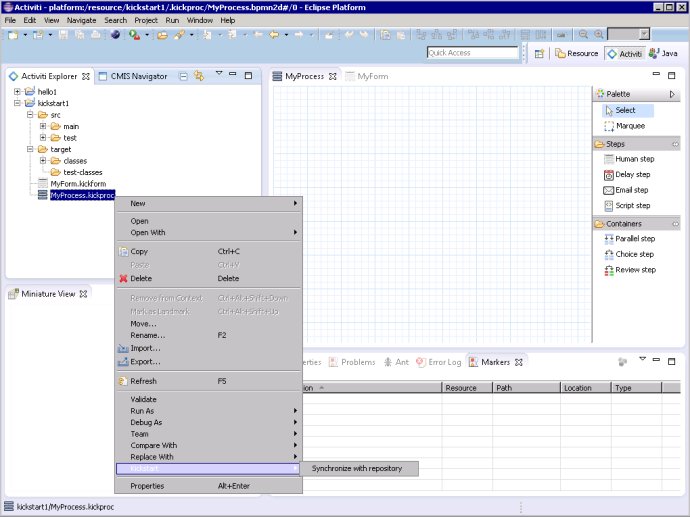 Activiti - platform:/resource/kickstart1/.kickproc/MyProcess.bpmn2d#/0 - Eclipse Platform
File Edit View Navigate Search Project Run Window Help
Quick Access
Resource Activiti Java
Activiti Explorer CMIS Navigator
MyProcess MyForm
hello1
kickstart1
src
main
test
target
classes
test-classes
MyForm.kickform
MyProcess.kickproc
Palette
Select
Marquee
Steps
Human step
Delay step
Email step
Script step
Containers
Parallel step
Choice step
Review step
Miniature View
New
Open
Open With
Copy Ctrl+C
Paste Ctrl+V
Delete Delete
Remove from Context Ctrl+Alt+Shift+Down
Mark as Landmark Ctrl+Alt+Shift+Up
Move...
Rename... F2
Import...
Export...
Refresh F5
Validate
Run As
Debug As
Team
Compare With
Replace With
Kickstart
Properties Alt+Enter
Synchronize with repository
erties Problems Ant Error Log Markers
ion Resource Path Location Type
kickstart1/MyProcess.kickproc